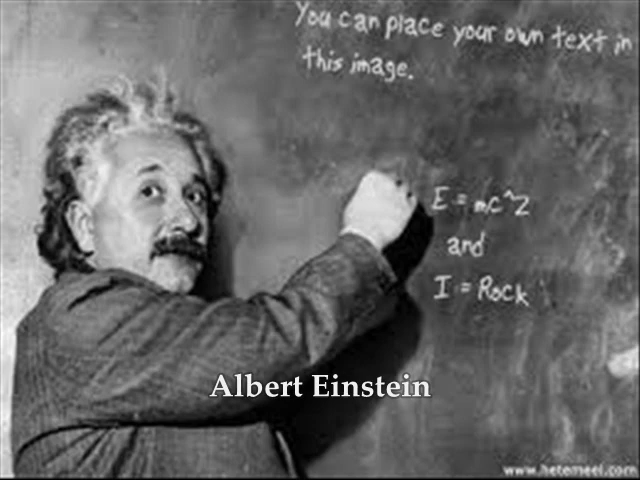 You can place your own text in
this image.
E = mc^2
and
I = Rock
Albert Einstein
www.hetemeel.com